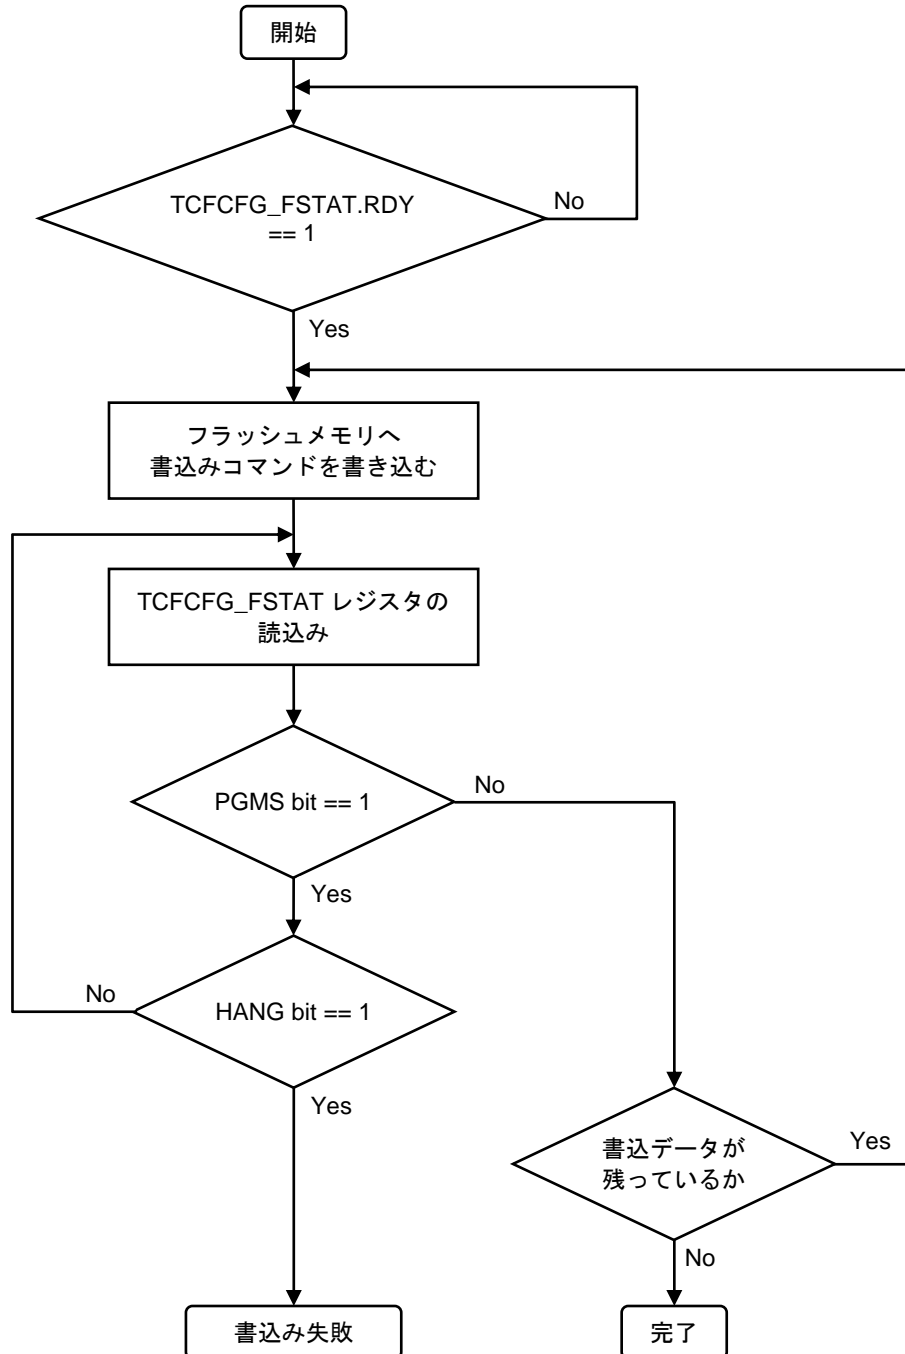 開始
TCFCFG_FSTAT.RDY
== 1
No
Yes
フラッシュメモリへ
書込みコマンドを書き込む
TCFCFG_FSTAT レジスタの
読込み
PGMS bit == 1
No
Yes
HANG bit == 1
No
Yes
書込データが
残っているか
Yes
No
書込み失敗
完了